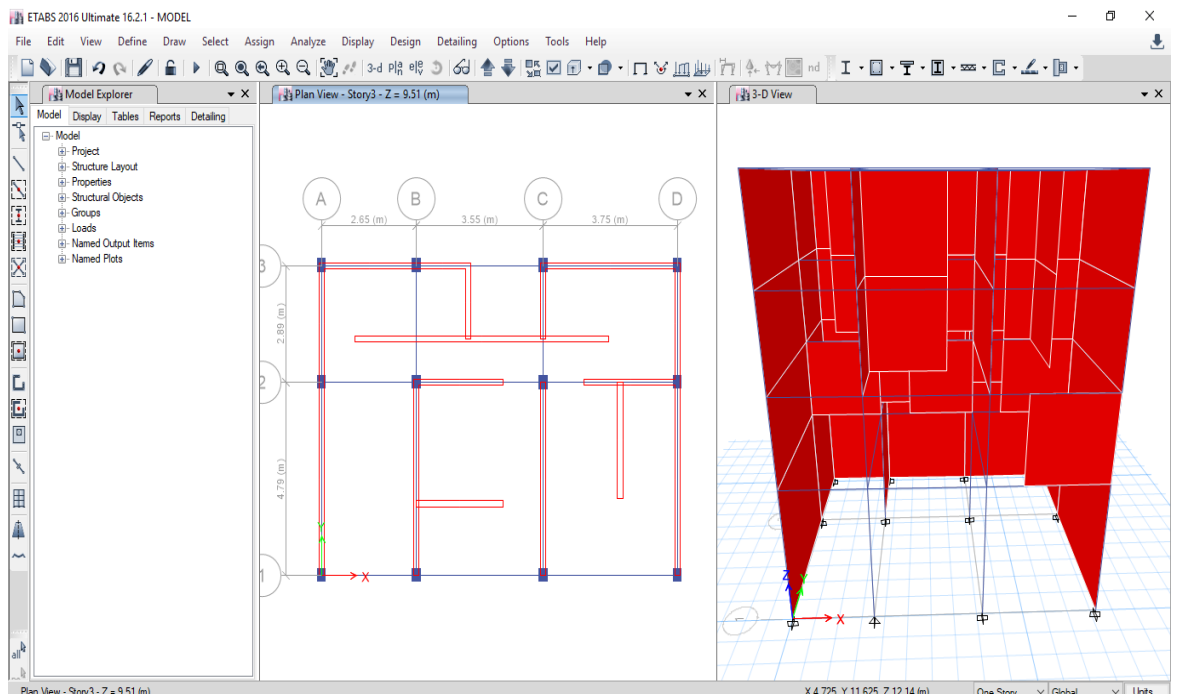 ETABS 2016 Ultimate 16.2.1 - MODEL
File Edit View Define Draw Select Assign Analyze Display Design Detailing Options Tools Help
3-d
nd
Model Explorer
Plan View - Story3 - Z = 9.51 (m)
3-D View
Model Display Tables Reports Detailing
Model
Project
Structure Layout
Properties
Structural Objects
Groups
Loads
Named Output Items
Named Plots
A B C D
2.65 (m) 3.55 (m) 3.75 (m)
3
2.89 (m)
2
4.79 (m)
Y
1 X
Z Y
X
all
Plan View - Story3 - Z = 9.51 (m) X 4.725 Y 11.625 Z 12.14 (m) One Story Global Units